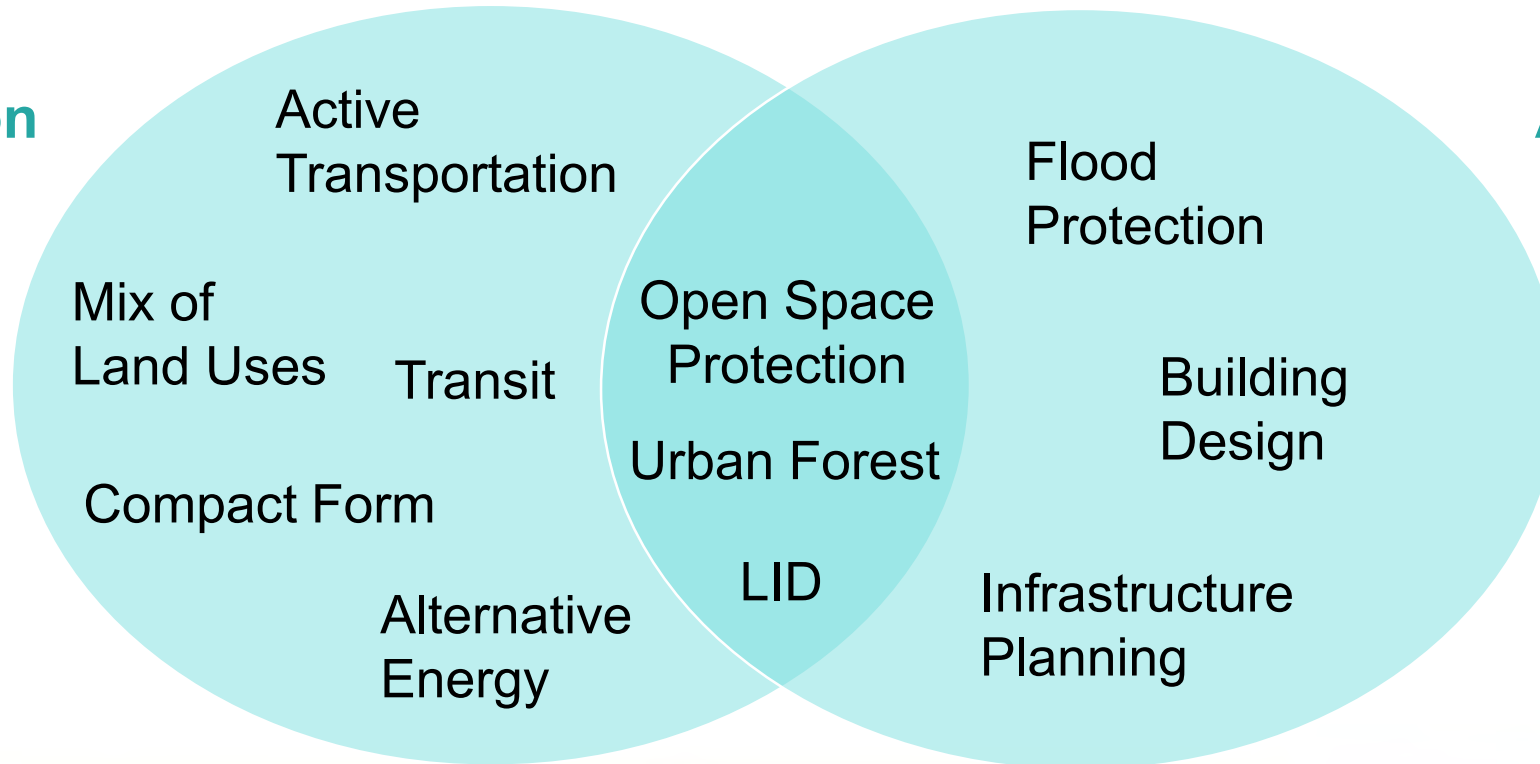 Active
Transportation
Mix of
Land Uses
Transit
Compact Form
Alternative
Energy
Open Space
Protection
Urban Forest
LID
Flood
Protection
Building
Design
Infrastructure
Planning